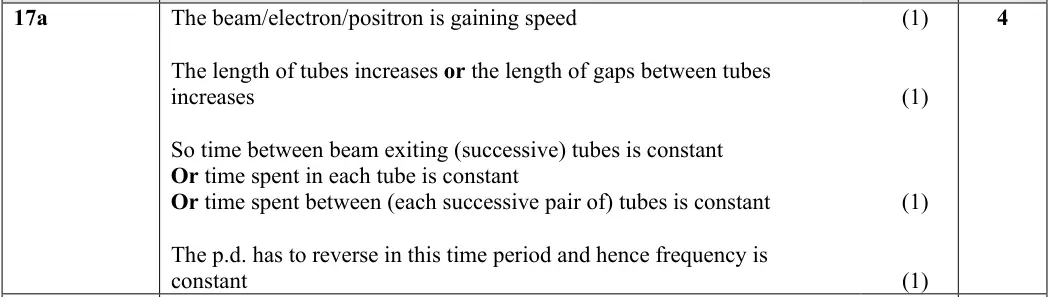 17a The beam/electron/positron is gaining speed (1) 4
The length of tubes increases or the length of gaps between tubes
increases (1)
So time between beam exiting (successive) tubes is constant
Or time spent in each tube is constant
Or time spent between (each successive pair of) tubes is constant (1)
The p.d. has to reverse in this time period and hence frequency is
constant (1)